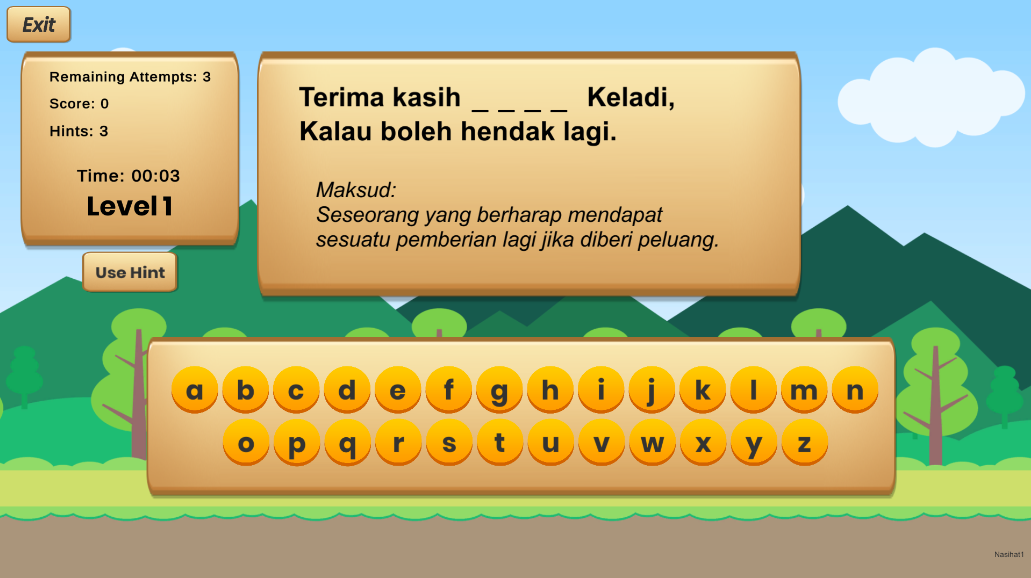 Exit
Remaining Attempts: 3
Score: 0
Hints: 3
Time: 00:03
Level 1
Use Hint
Terima kasih _ _ _ _ Keladi,
Kalau boleh hendak lagi.
Maksud:
Seseorang yang berharap mendapat
sesuatu pemberian lagi jika diberi peluang.
a b c d e f g h i j k l m n
o p q r s t u v w x y z
Nasihat1